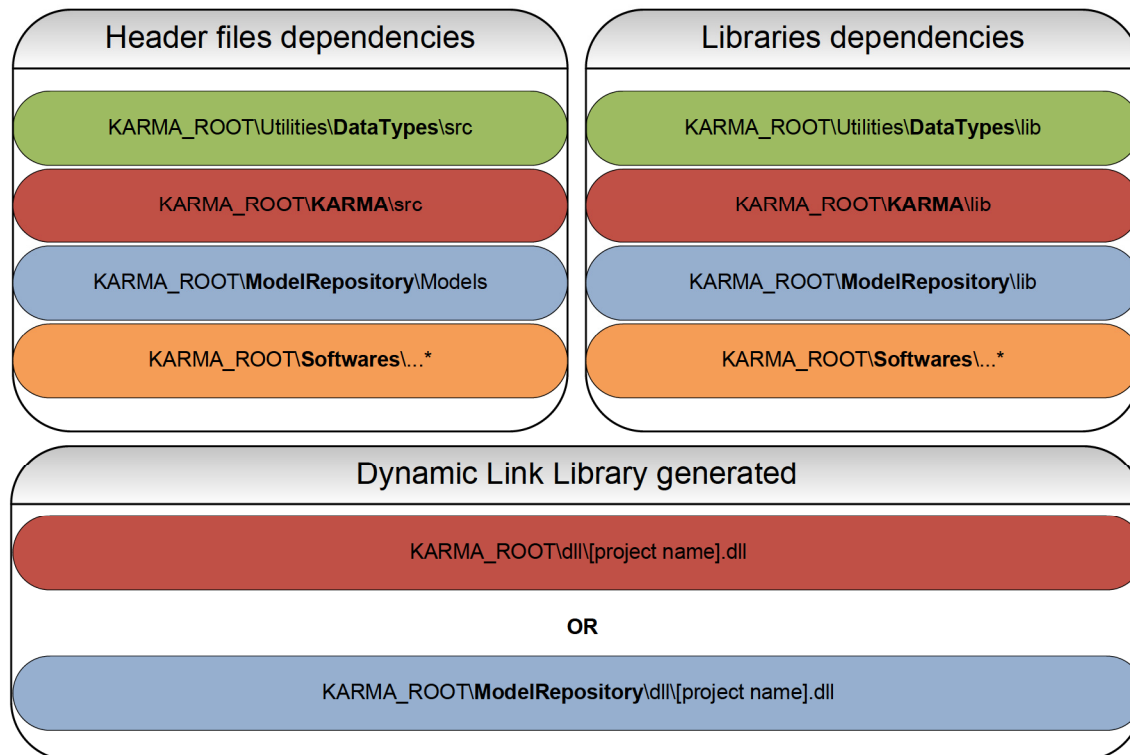 Header files dependencies
KARMA_ROOT\Utilities\DataTypes\src
KARMA_ROOT\KARMA\src
KARMA_ROOT\ModelRepository\Models
KARMA_ROOT\Softwares\...*
Libraries dependencies
KARMA_ROOT\Utilities\DataTypes\lib
KARMA_ROOT\KARMA\lib
KARMA_ROOT\ModelRepository\lib
KARMA_ROOT\Softwares\...*
Dynamic Link Library generated
KARMA_ROOT\dll\[project name].dll
OR
KARMA_ROOT\ModelRepository\dll\[project name].dll